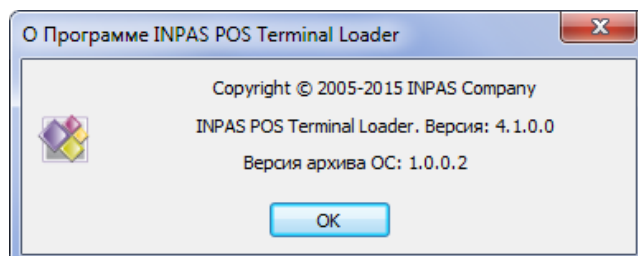 О Программе INPAS POS Terminal Loader
Copyright © 2005-2015 INPAS Company
INPAS POS Terminal Loader. Версия: 4.1.0.0
Версия архива ОС: 1.0.0.2
OK